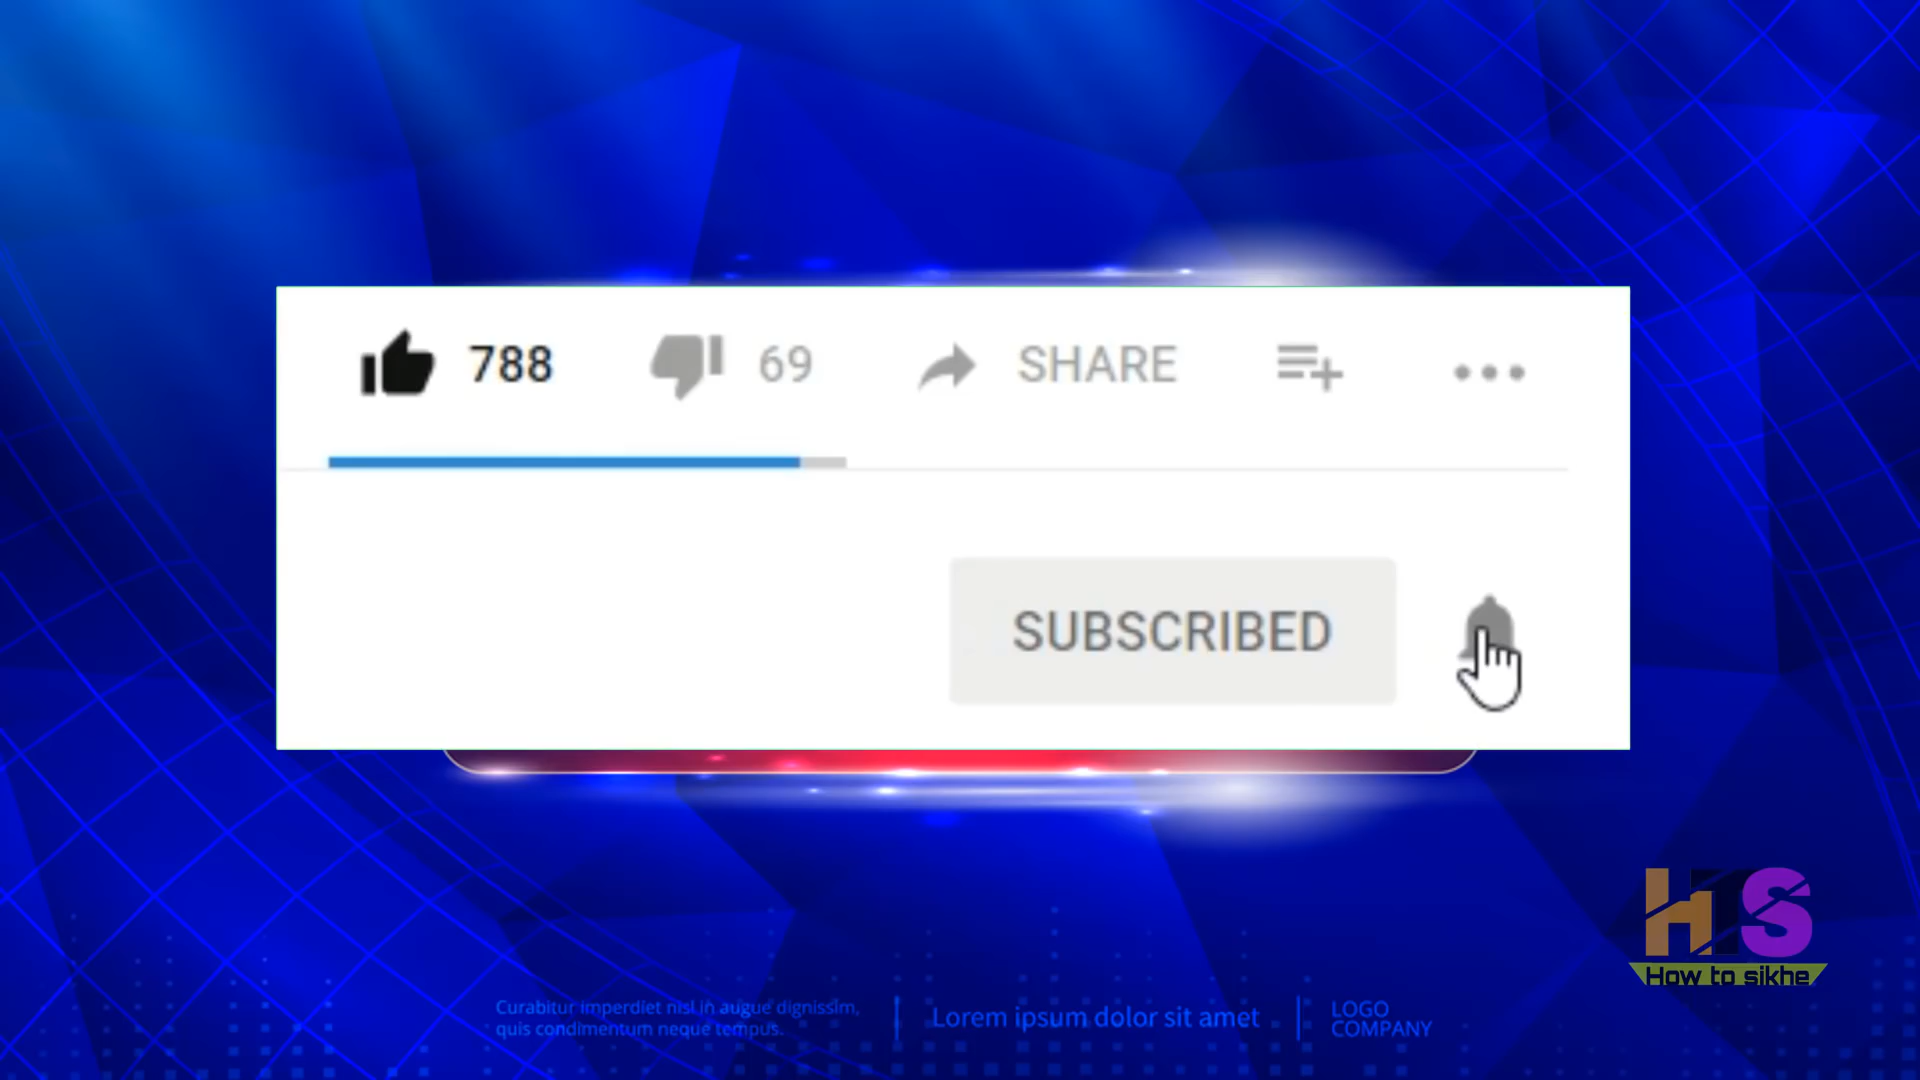 788 69 SHARE
SUBSCRIBED
HTS
How to sikhe
Curabitur imperdiet nisl in augue dignissim,
quis condimentum neque tempus.
Lorem ipsum dolor sit amet
LOGO
COMPANY